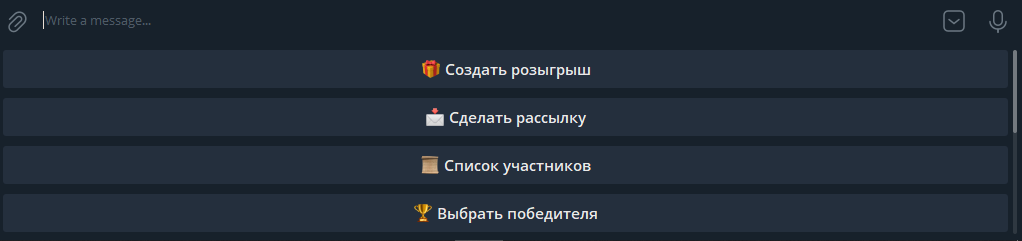 Write a message...
🎁 Создать розыгрыш
📩 Сделать рассылку
📜 Список участников
🏆 Выбрать победителя